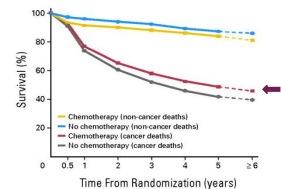 100
80
60
40
20
Survival (%)
Chemotherapy (non-cancer deaths)
No chemotherapy (non-cancer deaths)
Chemotherapy (cancer deaths)
No chemotherapy (cancer deaths)
0 0.5 1 2 3 4 5 ≥6
Time From Randomization (years)